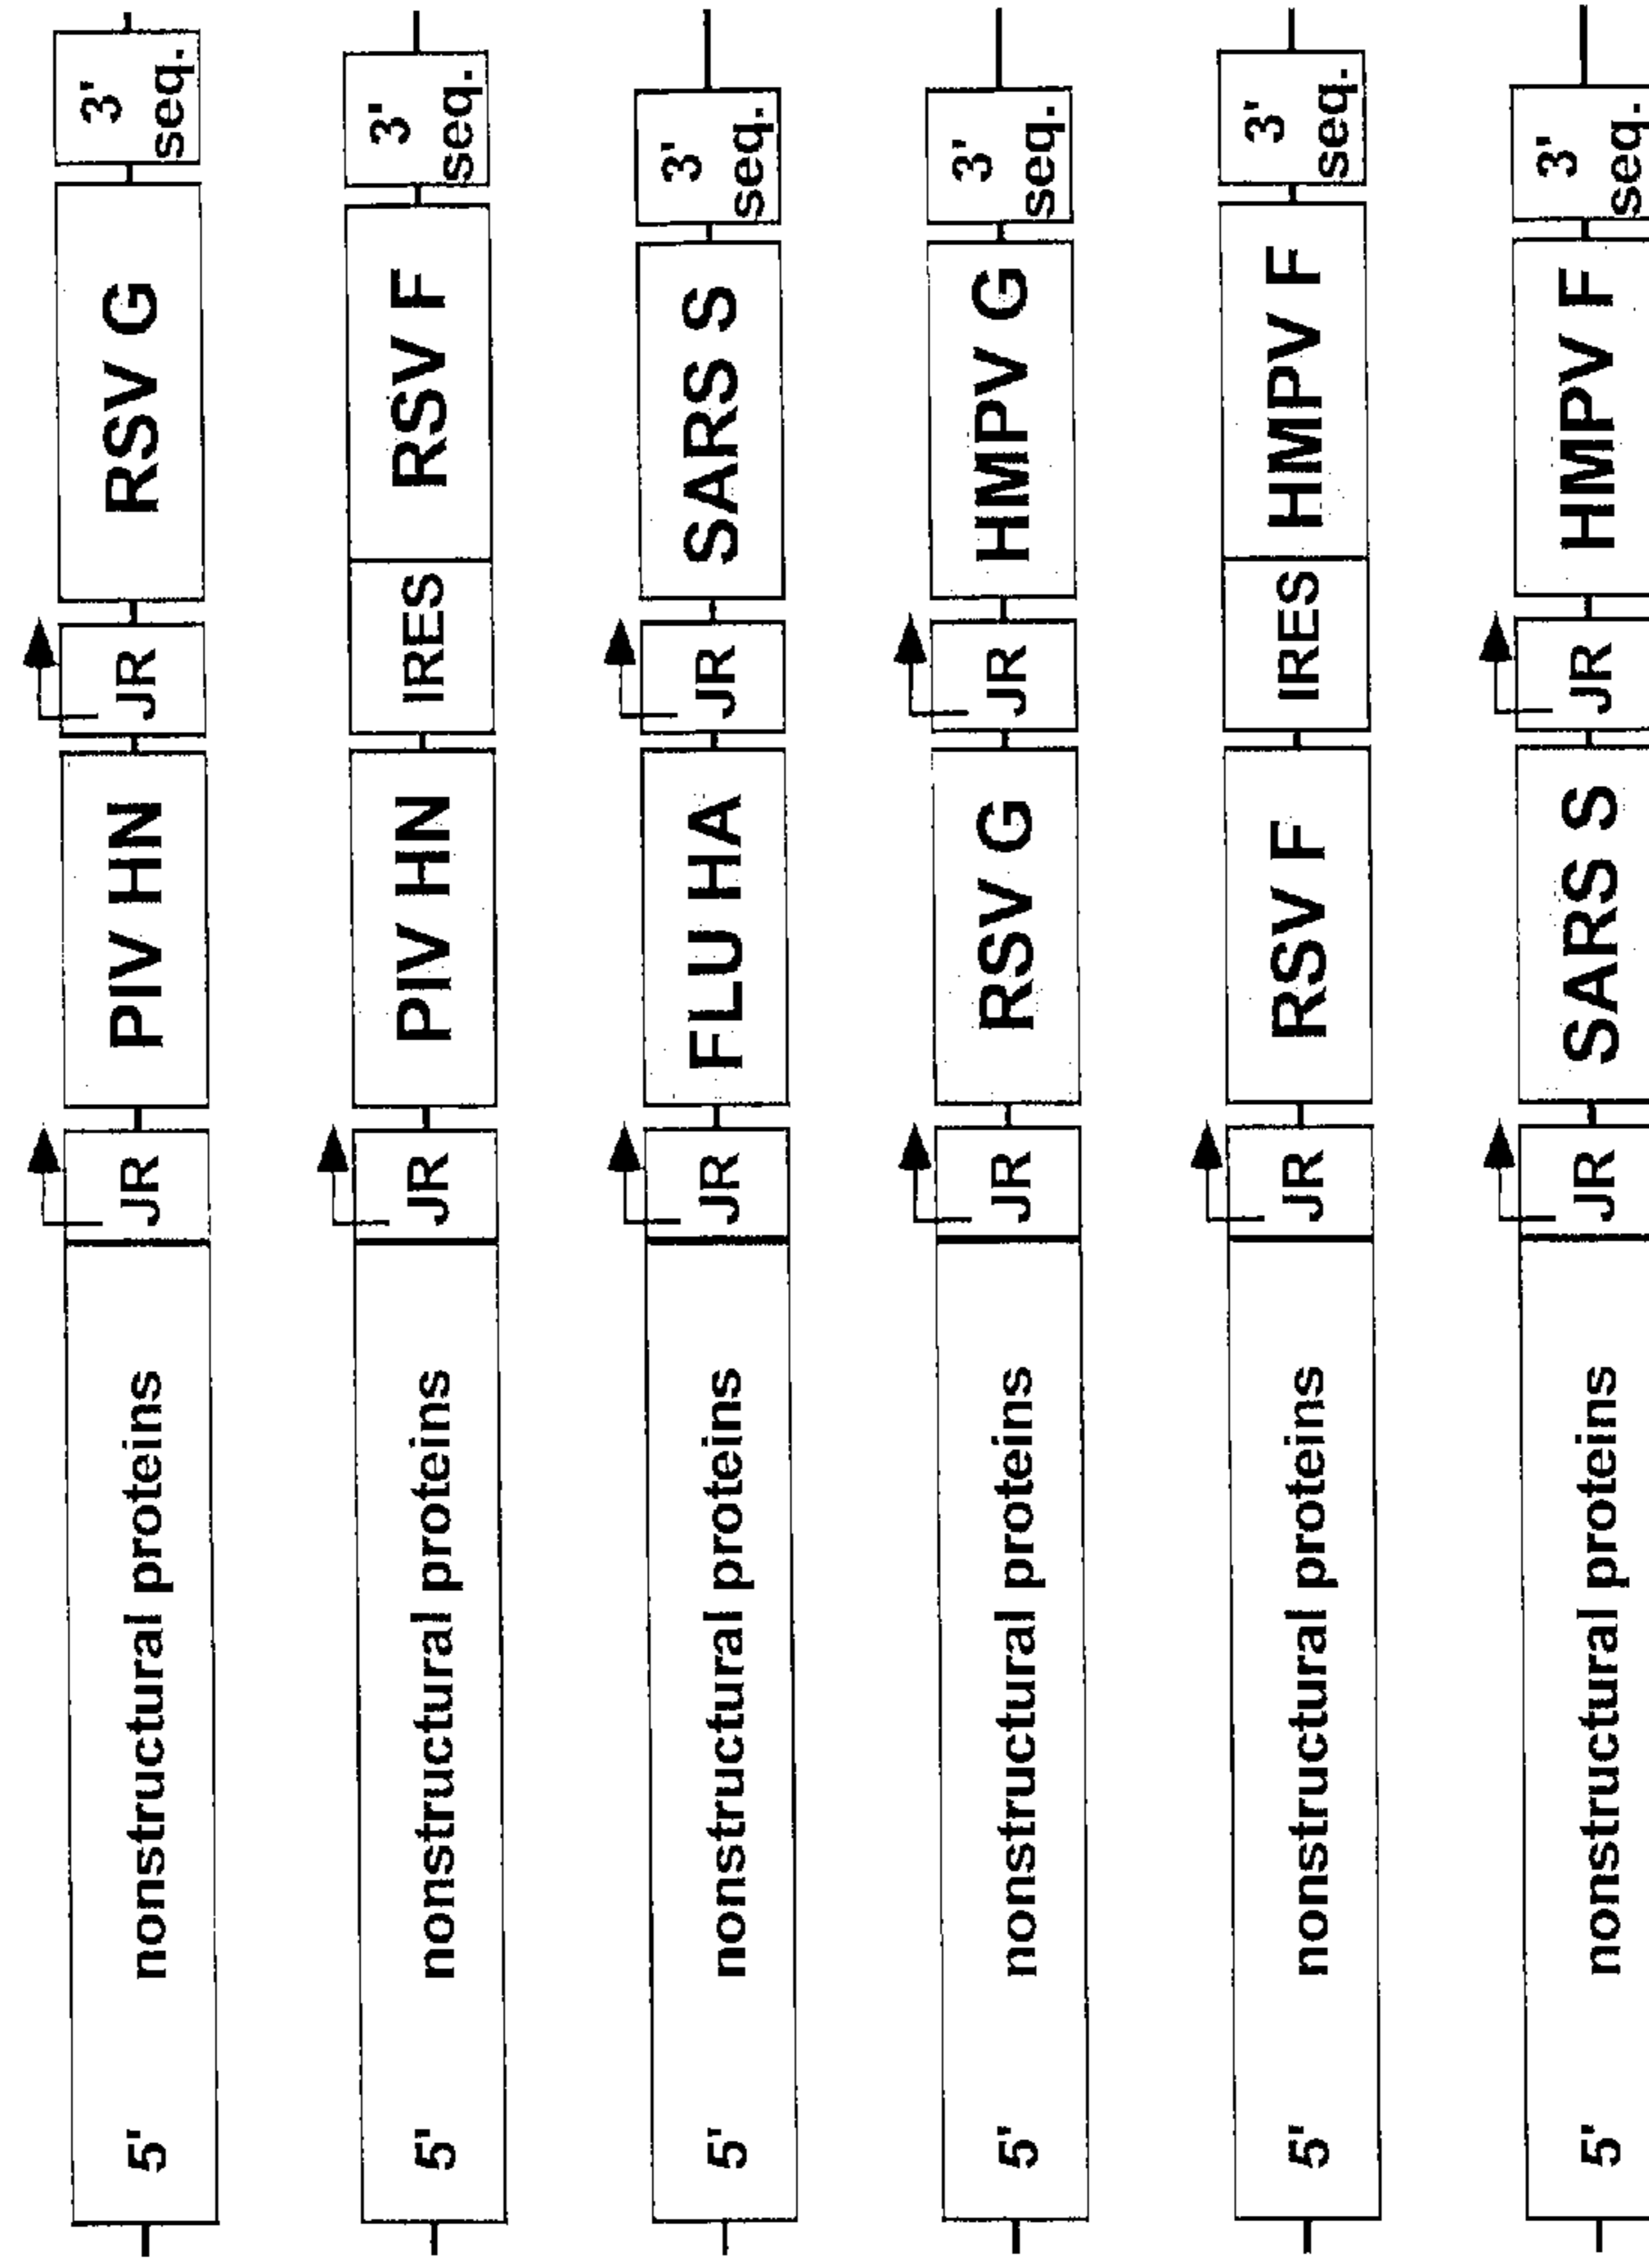 5' nonstructural proteins JR PIV HN JR RSV G 3'
seq.
5' nonstructural proteins JR PIV HN IRES RSV F 3'
seq.
5' nonstructural proteins JR FLU HA JR SARS S 3'
seq.
5' nonstructural proteins JR RSV G JR HMPV G 3'
seq.
5' nonstructural proteins JR RSV F IRES HMPV F 3'
seq.
5' nonstructural proteins JR SARS S JR HMPV F 3'
seq.